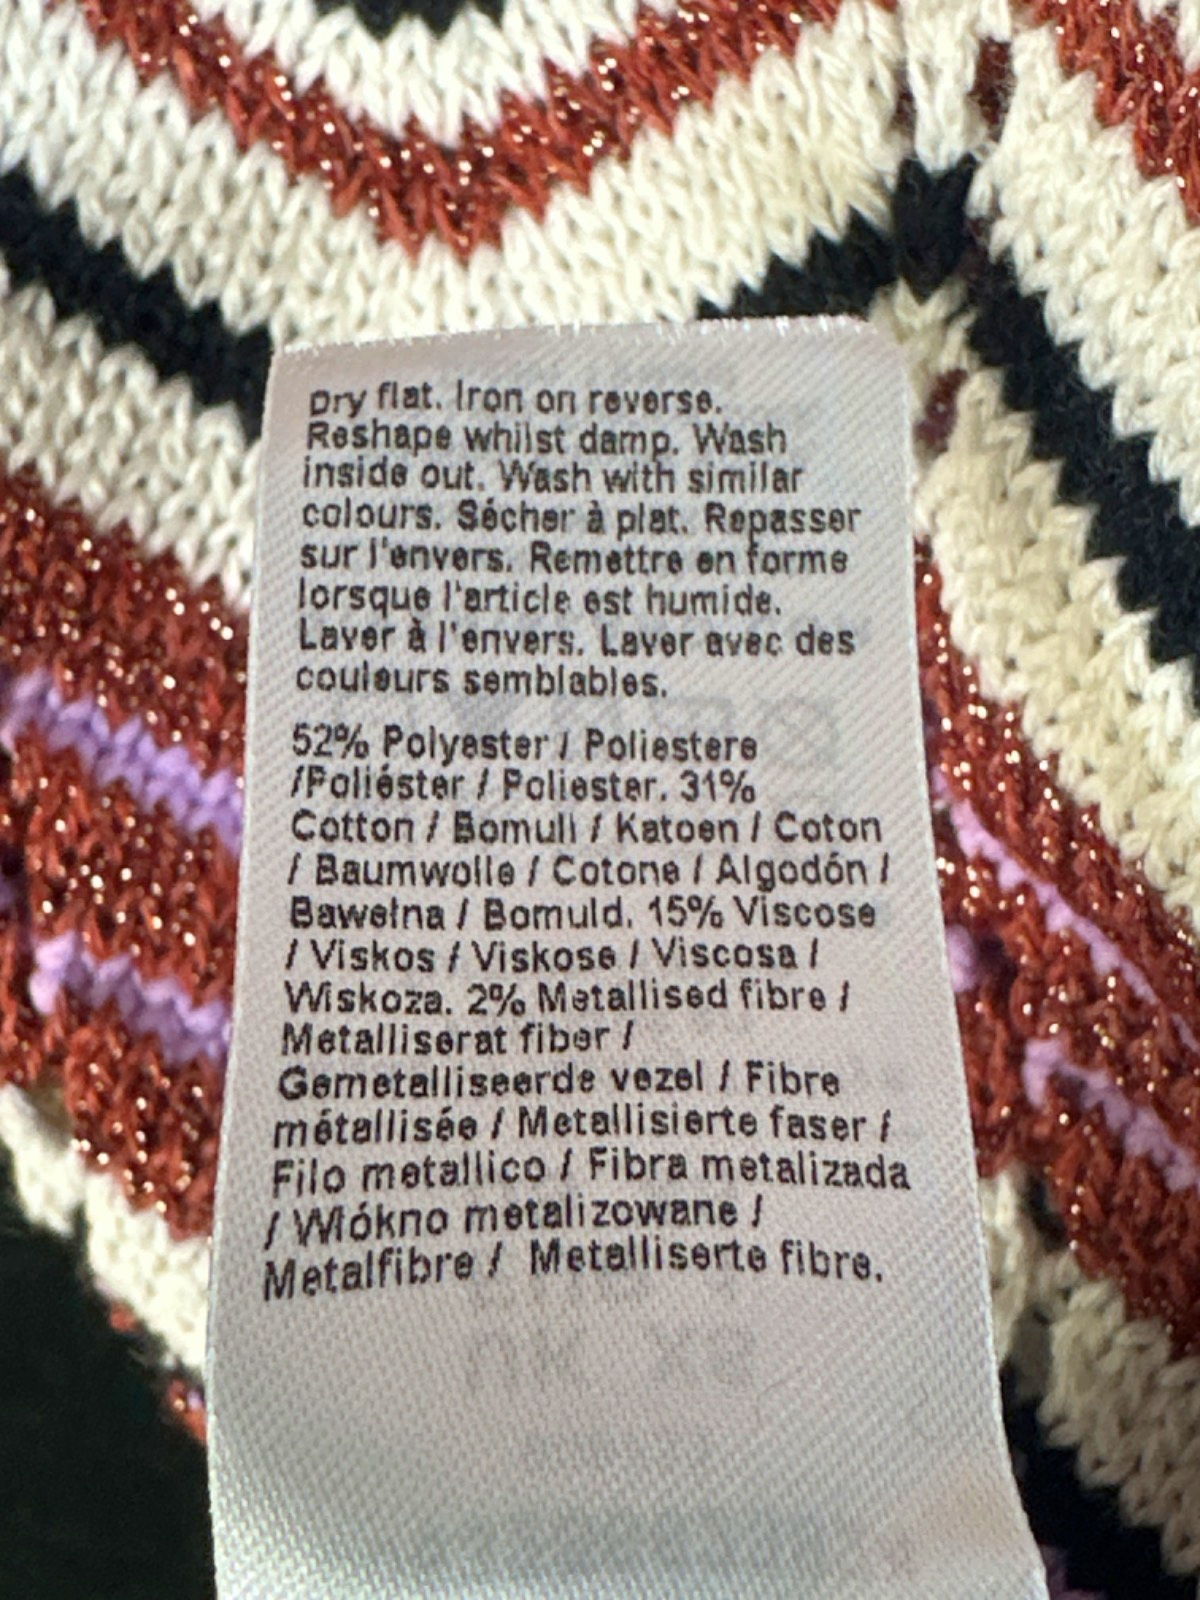 Dry flat. Iron on reverse.
Reshape whilst damp. Wash
inside out. Wash with similar
colours. Sécher à plat. Repasser
sur l'envers. Remettre en forme
lorsque l'article est humide.
Laver à l'envers. Laver avec des
couleurs semblables.
52% Polyester / Poliestere
/Poliéster / Poliester. 31%
Cotton / Bomull / Katoen / Coton
/ Baumwolle / Cotone / Algodón /
Bawełna / Bomuld. 15% Viscose
/ Viskos / Viskose / Viscosa /
Wiskoza. 2% Metallised fibre /
Metalliserat fiber /
Gemetalliseerde vezel / Fibre
métallisée / Metallisierte faser /
Filo metallico / Fibra metalizada
/ Włókno metalizowane /
Metalfibre / Metalliserte fibre.